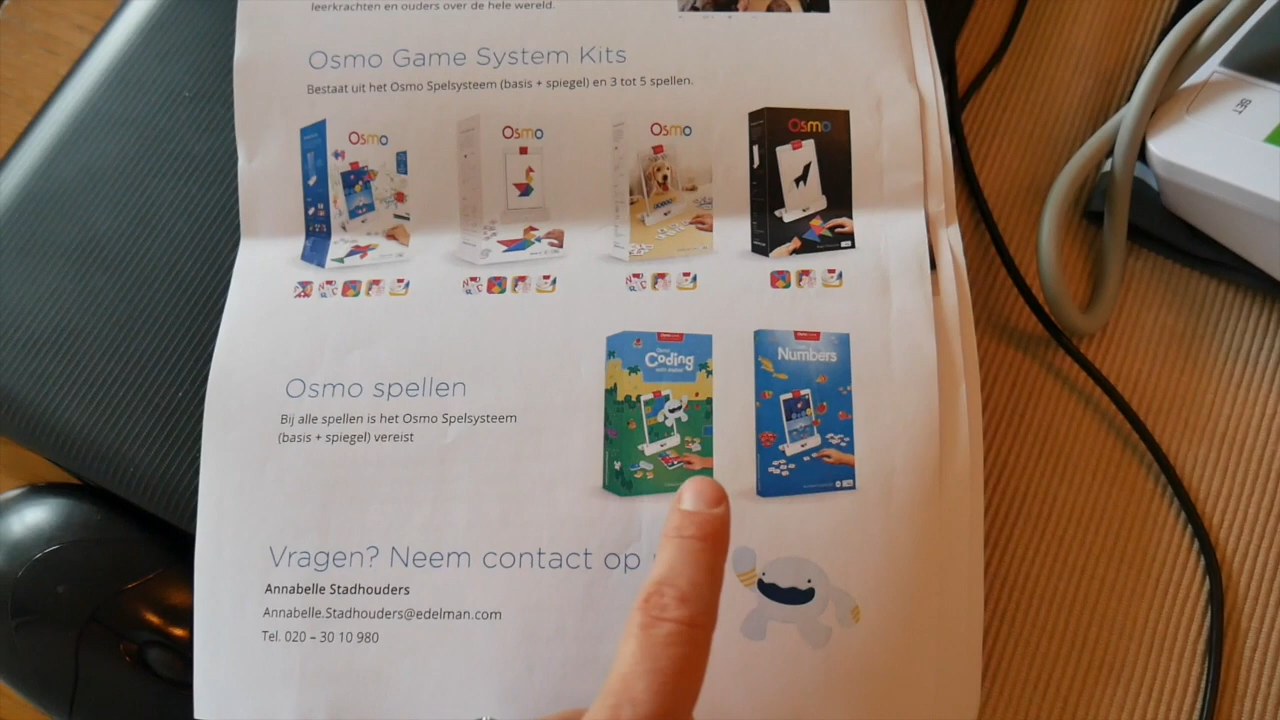 leerkrachten en ouders over de hele wereld.
Osmo Game System Kits
Bestaat uit het Osmo Spelsysteem (basis + spiegel) en 3 tot 5 spellen.
Osmo
Osmo
Osmo
Osmo
Coding
Numbers
Osmo spellen
Bij alle spellen is het Osmo Spelsysteem
(basis + spiegel) vereist
Vragen? Neem contact op
Annabelle Stadhouders
Annabelle.Stadhouders@edelman.com
Tel. 020 – 30 10 980